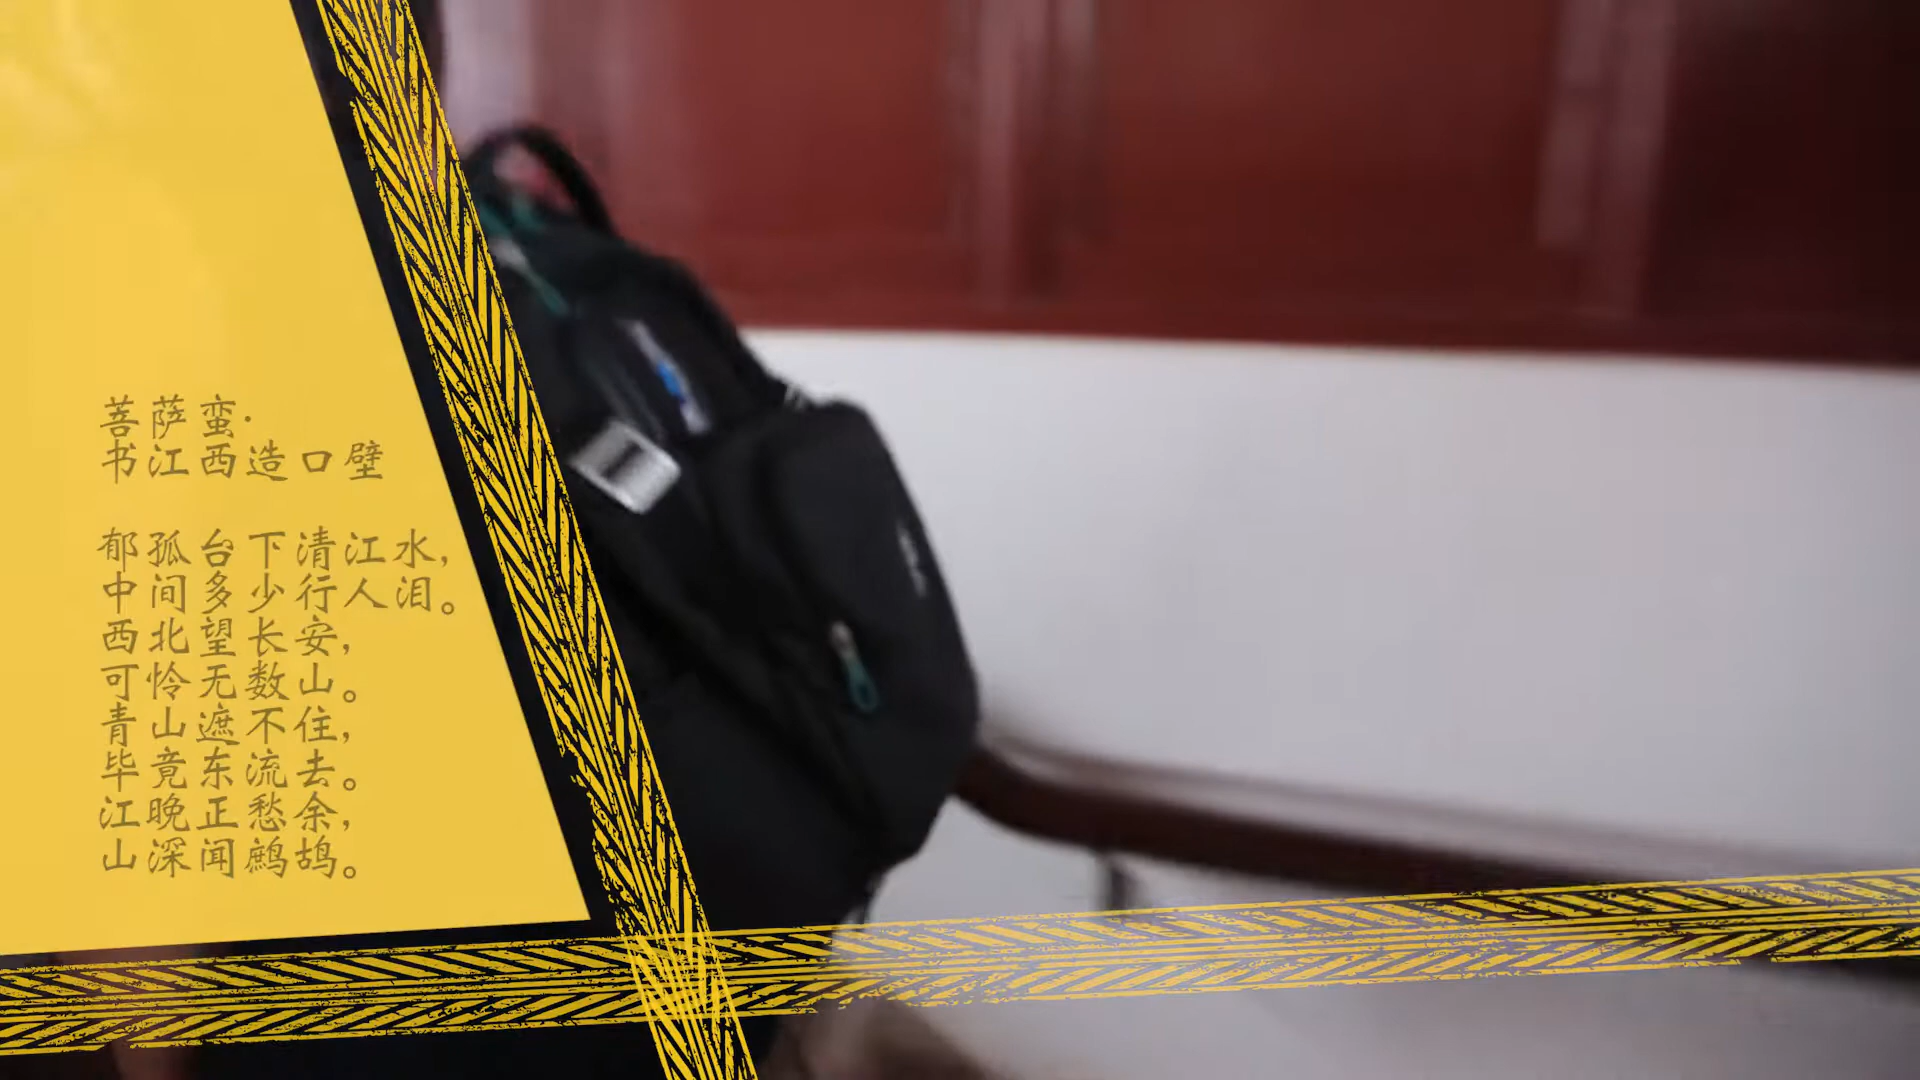 菩萨蛮·
书江西造口壁
郁孤台下清江水，
中间多少行人泪。
西北望长安，
可怜无数山。
青山遮不住，
毕竟东流去。
江晚正愁余，
山深闻鹧鸪。